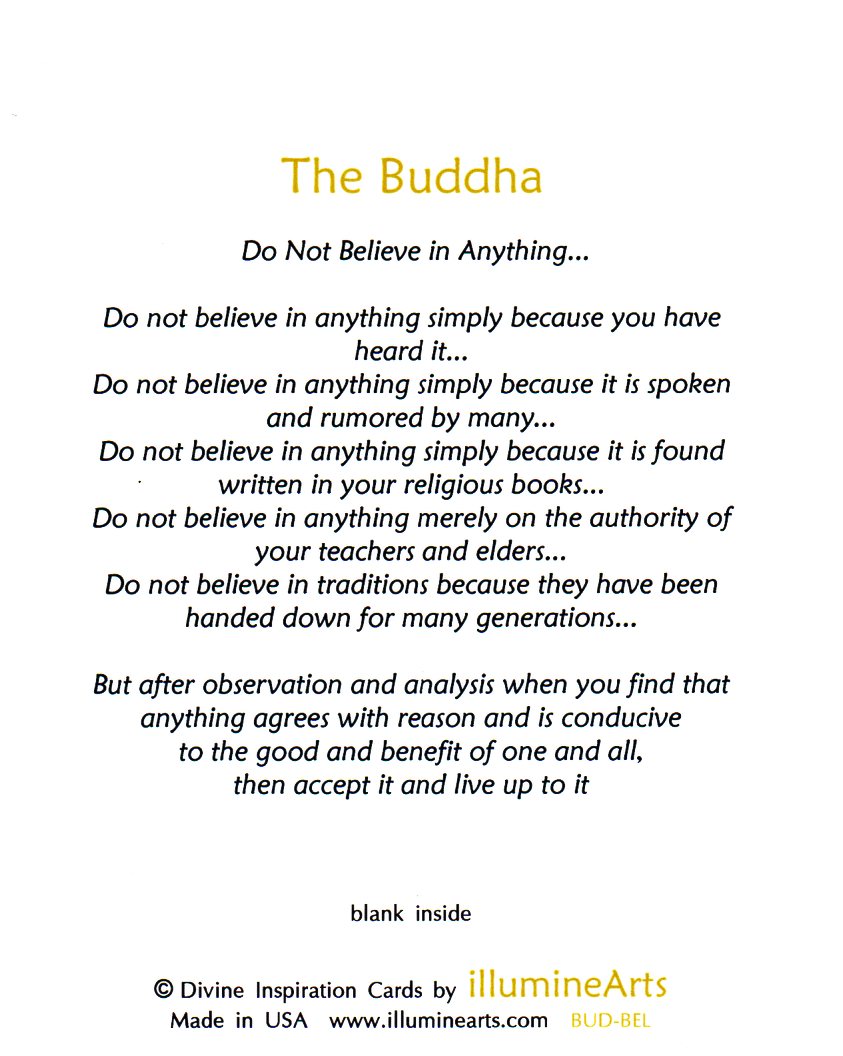 The Buddha
Do Not Believe in Anything...
Do not believe in anything simply because you have
heard it...
Do not believe in anything simply because it is spoken
and rumored by many...
Do not believe in anything simply because it is found
written in your religious books...
Do not believe in anything merely on the authority of
your teachers and elders...
Do not believe in traditions because they have been
handed down for many generations...
But after observation and analysis when you find that
anything agrees with reason and is conducive
to the good and benefit of one and all,
then accept it and live up to it
blank inside
© Divine Inspiration Cards by illumineArts
Made in USA www.illuminearts.com BUD-BEL